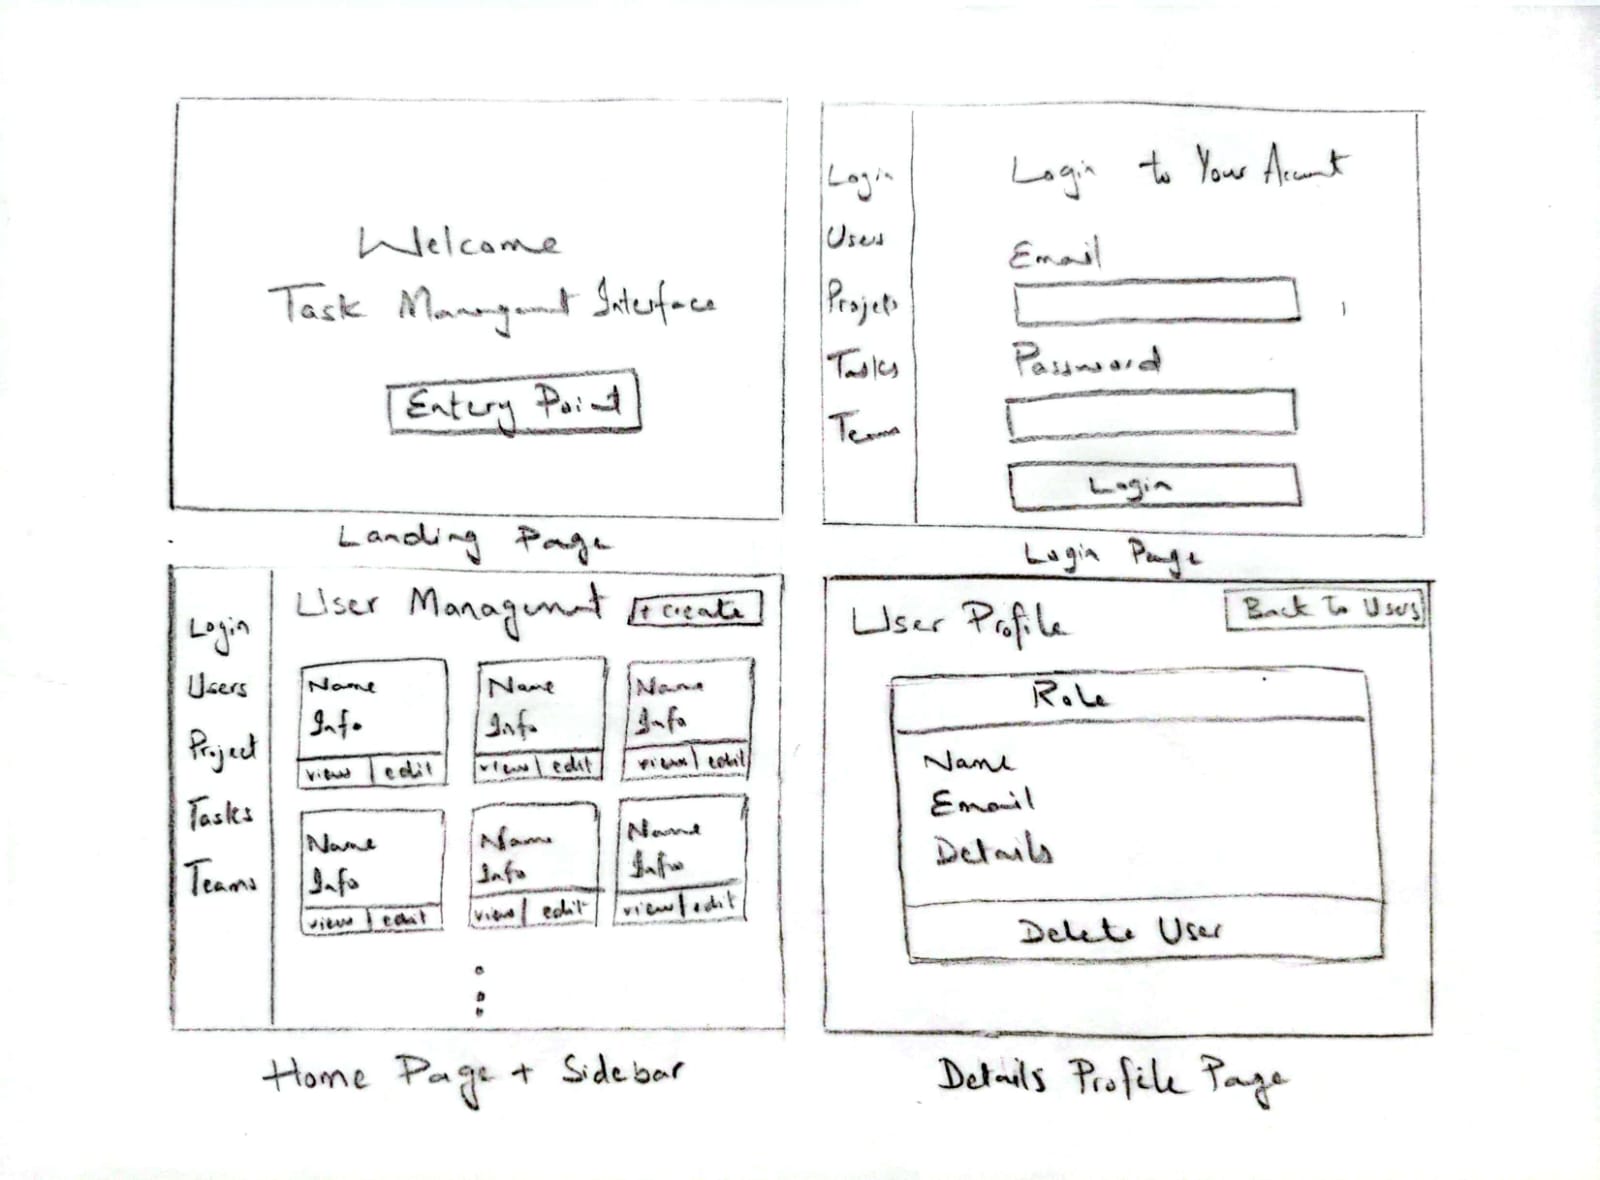 Welcome
Task Managemnt Interface
Entery Point
Landing Page
Login
Users
Projets
Tasks
Teams
Login to Your Account
Email
Password
Login
Login Page
Login
Users
Project
Tasks
Teams
User Management
+ create
Name
Info
view | edit
Name
Info
view | edit
Name
Info
view | edit
Name
Info
view | edit
Name
Info
view | edit
Name
Info
view | edit
Home Page + Sidebar
User Profile
Back To Users
Role
Name
Email
Details
Delete User
Details Profile Page